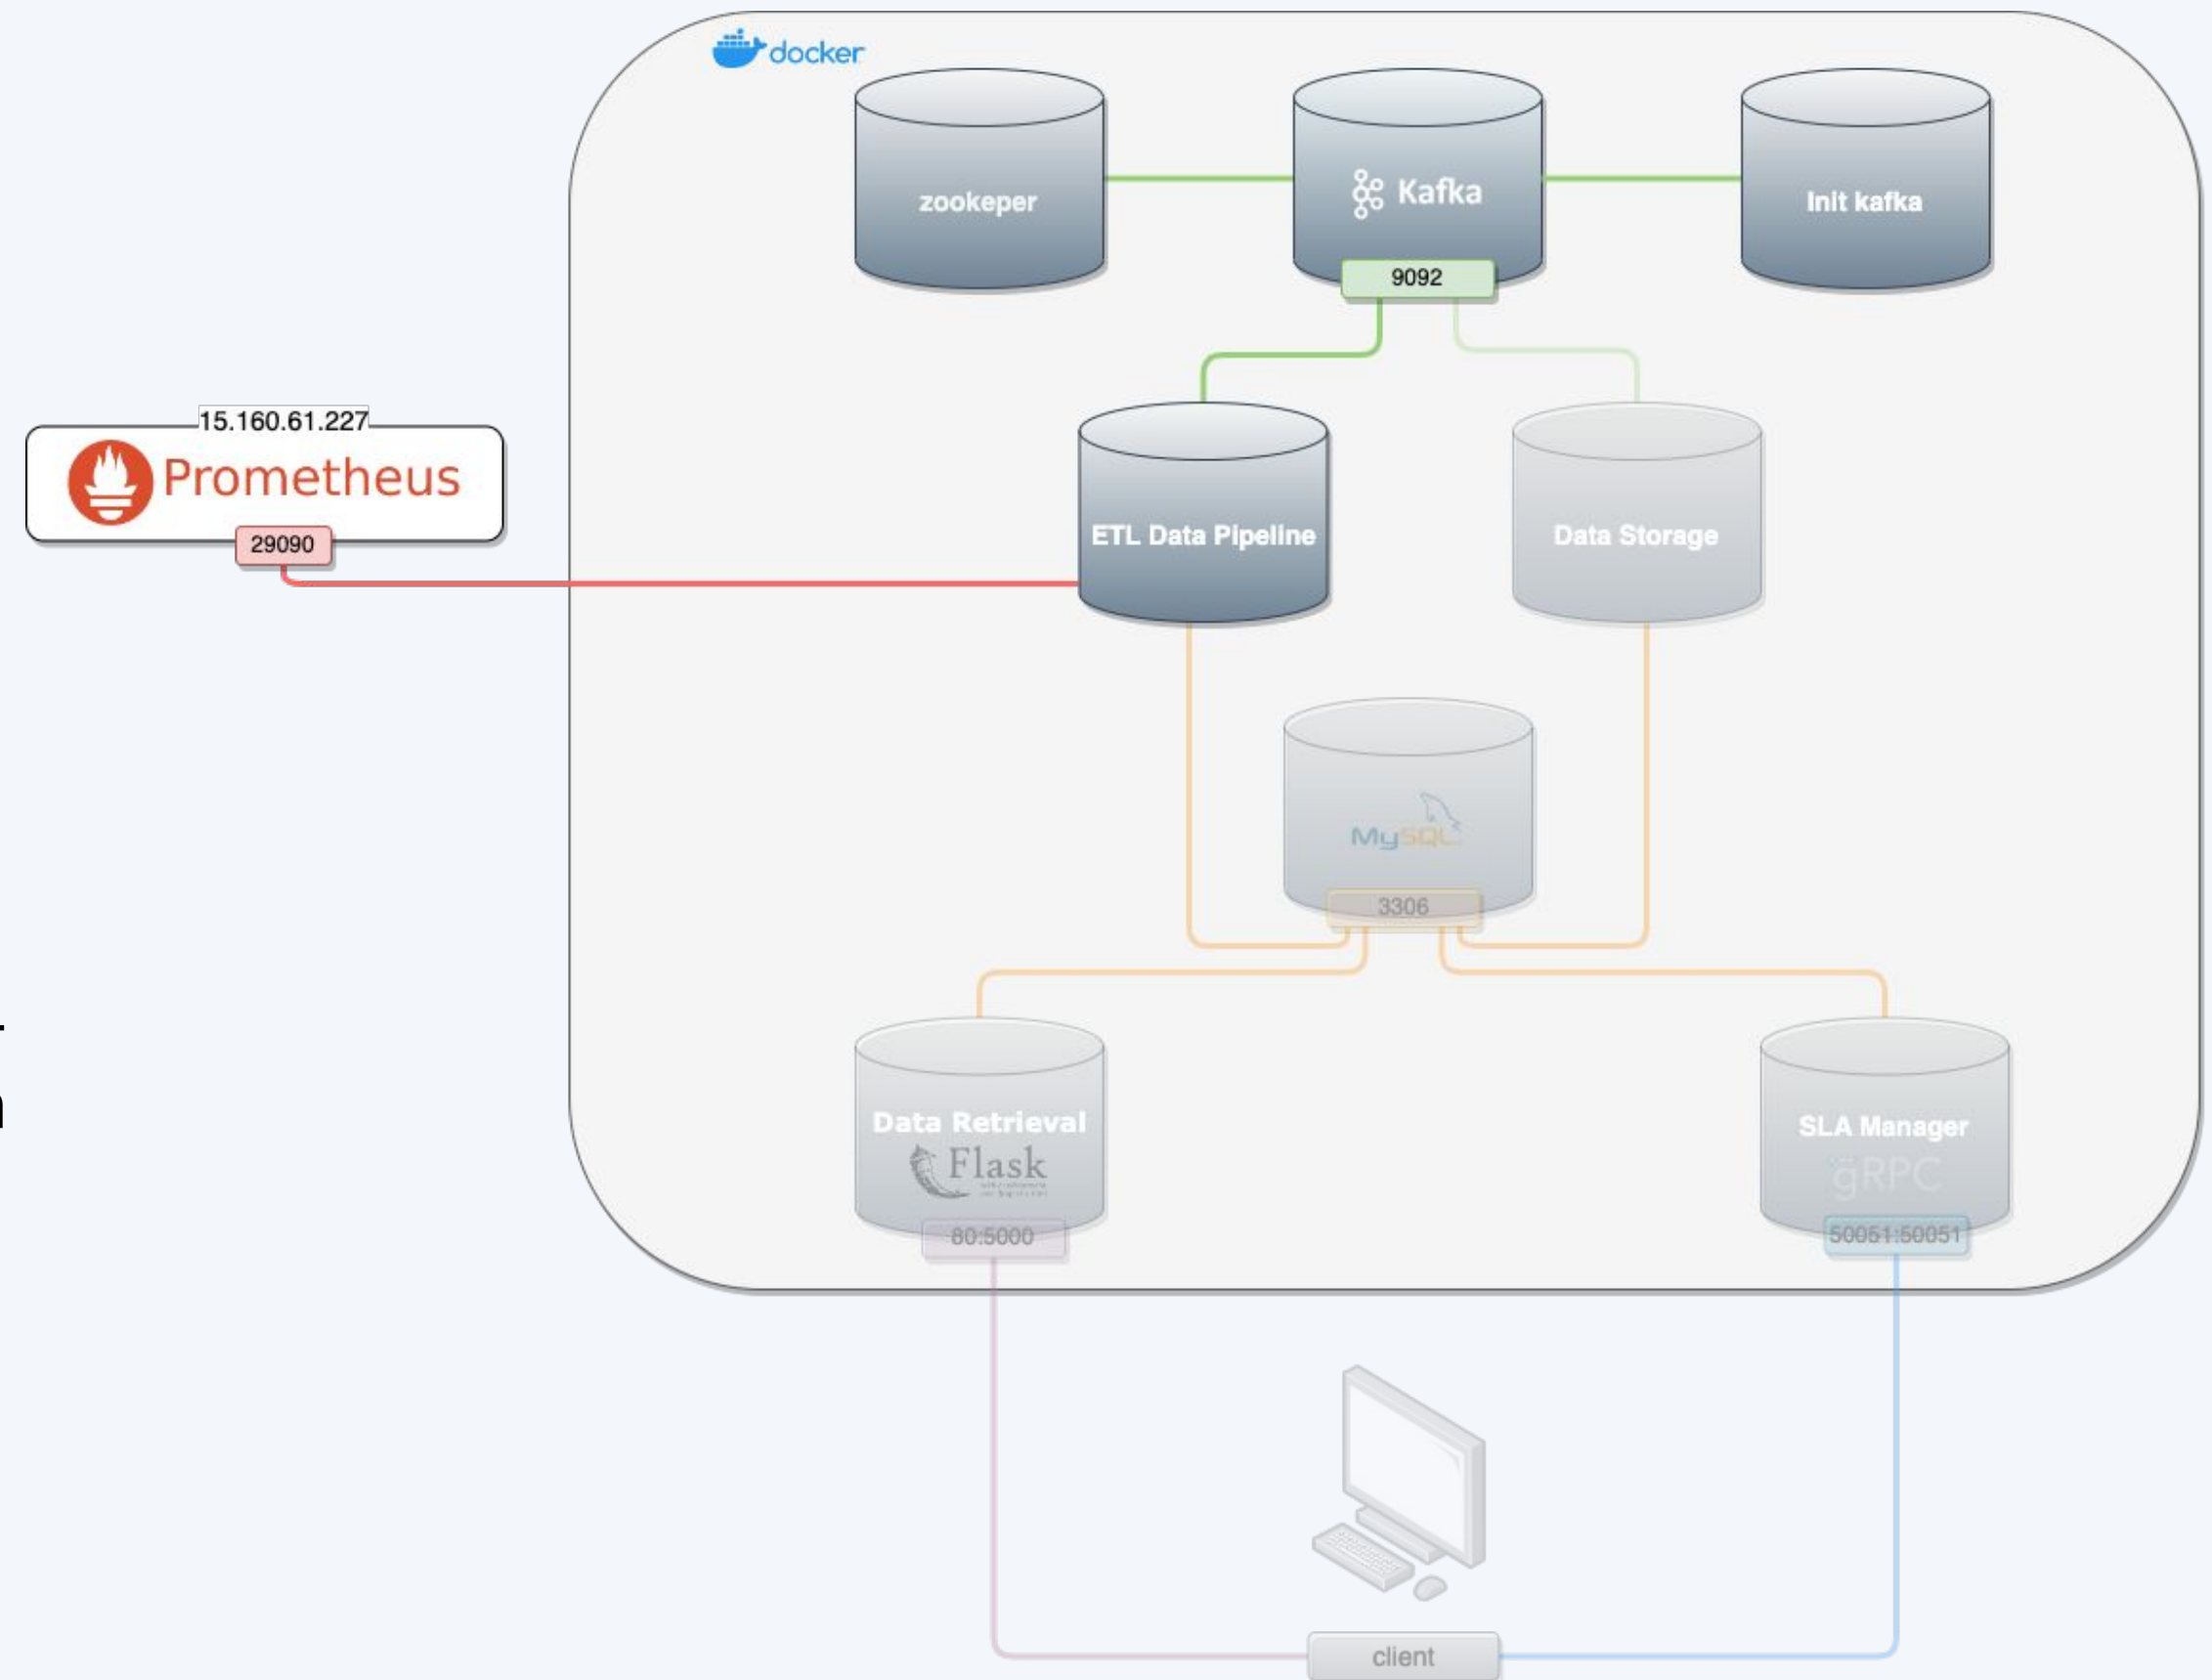 docker
zookeper
Kafka
Init kafka
9092
15.160.61.227
Prometheus
29090
ETL Data Pipeline
Data Storage
MySQL
3306
Data Retrieval
Flask
80:5000
SLA Manager
gRPC
50051:50051
client